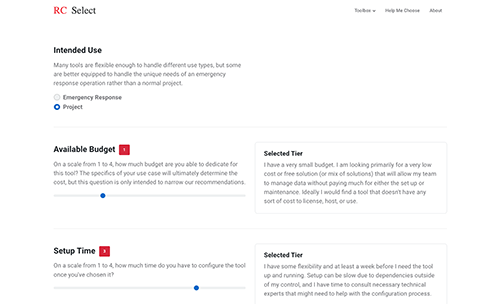 RC Select
Toolbox Help Me Choose About
Intended Use
Many tools are flexible enough to handle different use types, but some
are better equipped to handle the unique needs of an emergency
response operation rather than a normal project.
Emergency Response
Project
Available Budget 1
On a scale from 1 to 4, how much budget are you able to dedicate for
this tool? The specifics of your use case will ultimately determine the
cost, but this question is only intended to narrow our recommendations.
Selected Tier
I have a very small budget. I am looking primarily for a very low
cost or free solution (or mix of solutions) that will allow my team
to manage data without paying much for either the set up or
maintenance. Ideally I would find a tool that doesn't have any
sort of cost to license, host, or use.
Setup Time
On a scale from 1 to 4, how much time do you have to configure the tool
once you've chosen it?
Selected Tier
I have some flexibility and at least a week before I need the tool
up and running. Setup can be slow due to dependencies outside
of my control, and I have time to consult necessary technical
experts that might need to help with the configuration process.